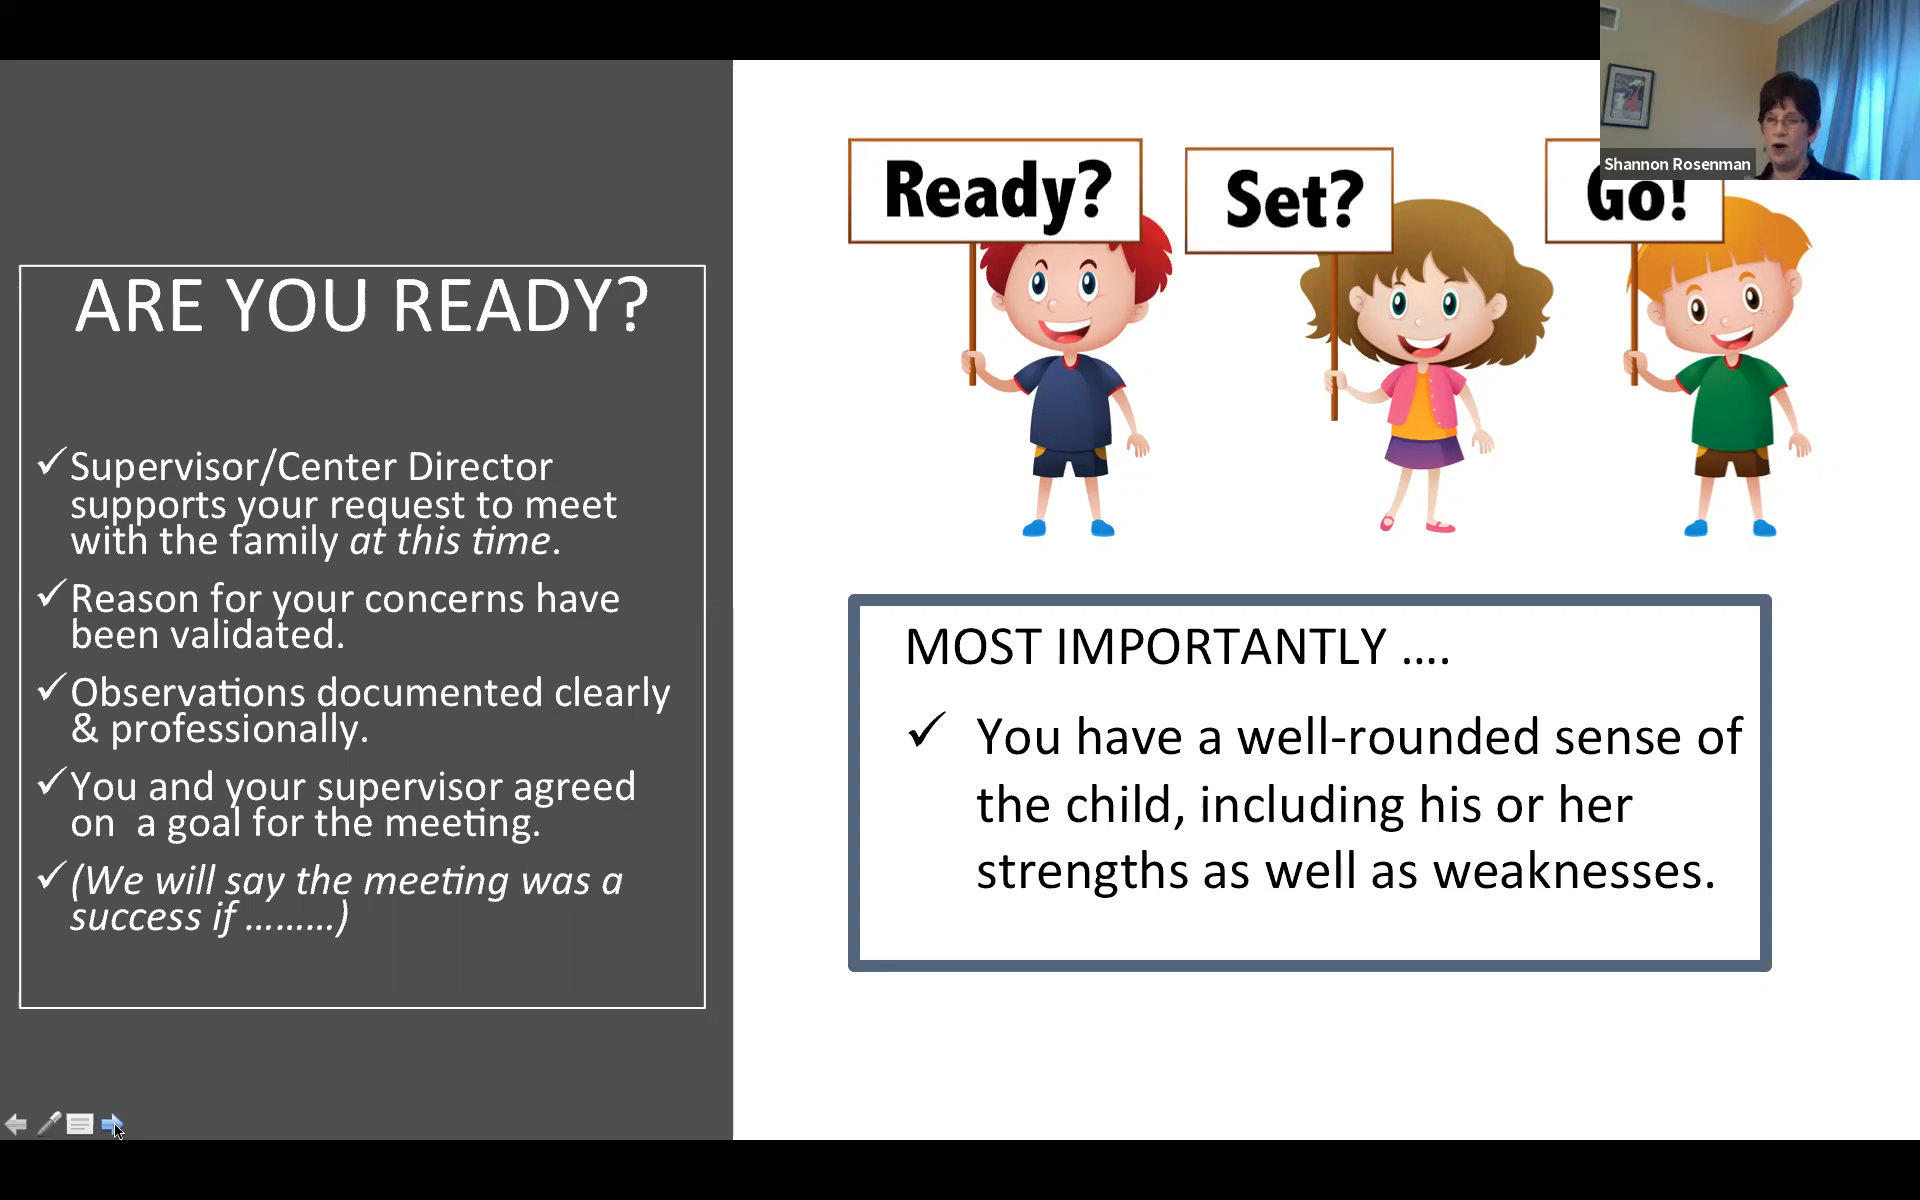 Shannon Rosenman
Ready?
Set?
Go!
ARE YOU READY?
✓Supervisor/Center Director
supports your request to meet
with the family at this time.
✓Reason for your concerns have
been validated.
✓Observations documented clearly
& professionally.
✓You and your supervisor agreed
on  a goal for the meeting.
✓(We will say the meeting was a
success if .........)
MOST IMPORTANTLY ....
✓ You have a well-rounded sense of
the child, including his or her
strengths as well as weaknesses.